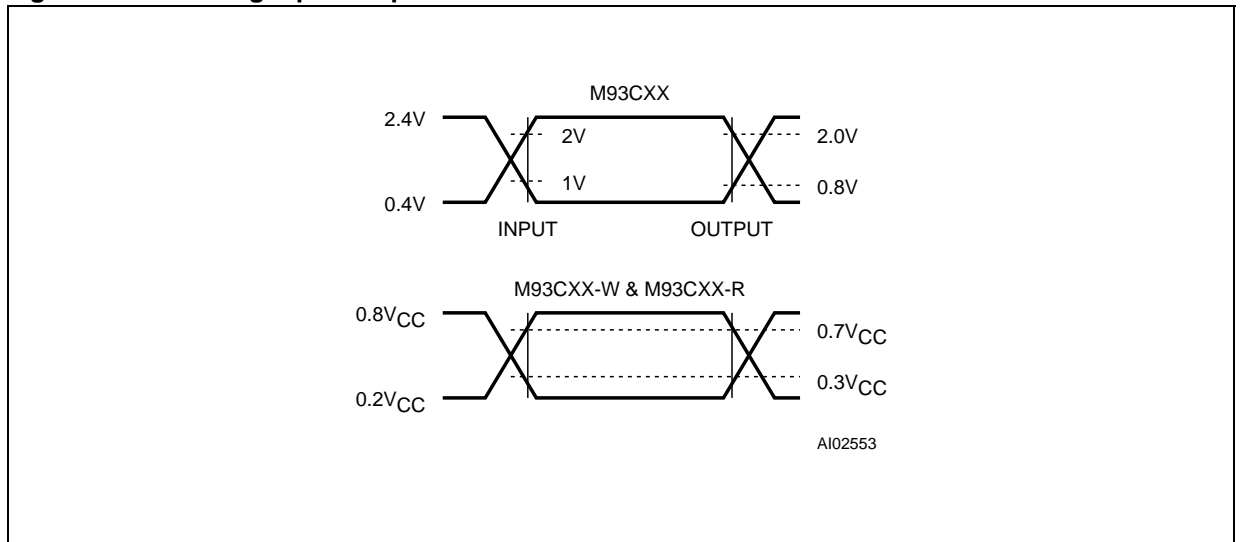 M93CXX
2.4V
2V
2.0V
1V
0.8V
0.4V
INPUT OUTPUT
M93CXX-W & M93CXX-R
0.8VCC
0.7VCC
0.3VCC
0.2VCC
AI02553